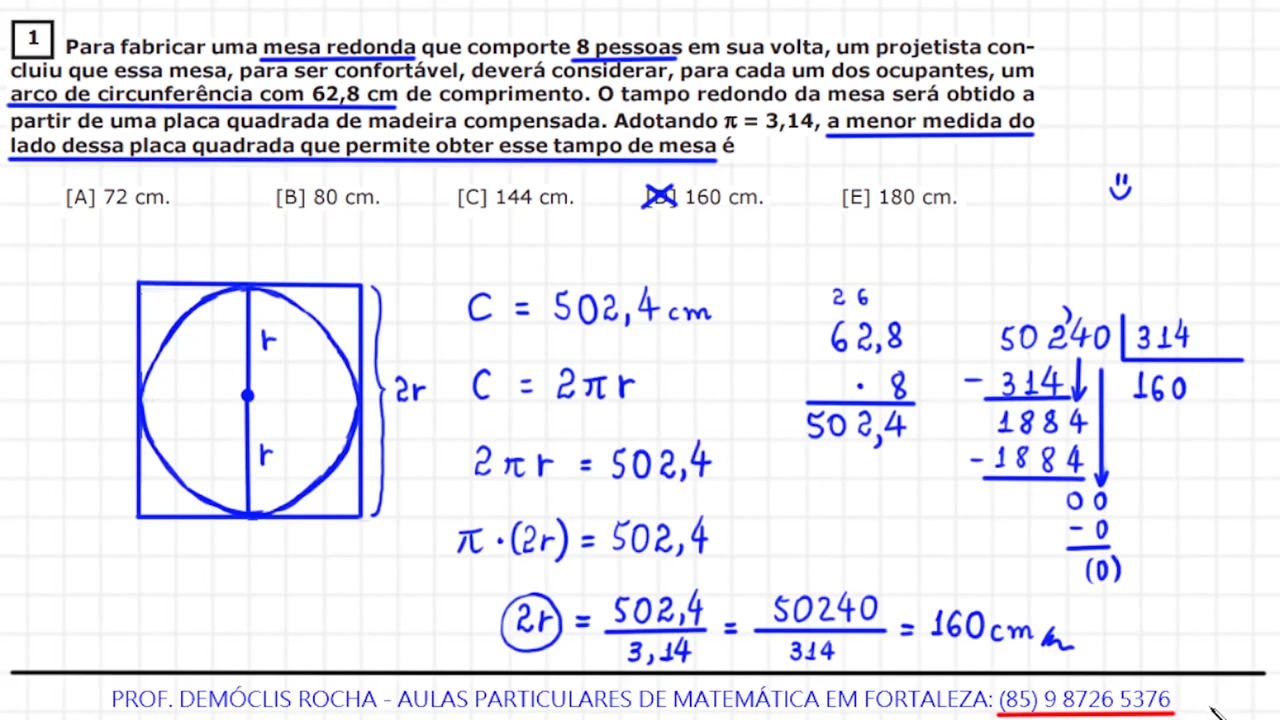 1
Para fabricar uma mesa redonda que comporte 8 pessoas em sua volta, um projetista con-
cluiu que essa mesa, para ser confortável, deverá considerar, para cada um dos ocupantes, um
arco de circunferência com 62,8 cm de comprimento. O tampo redondo da mesa será obtido a
partir de uma placa quadrada de madeira compensada. Adotando π = 3,14, a menor medida do
lado dessa placa quadrada que permite obter esse tampo de mesa é
[A] 72 cm. [B] 80 cm. [C] 144 cm. [D] 160 cm. [E] 180 cm.
r
r
2r
C = 502,4 cm
C = 2πr
2πr = 502,4
π · (2r) = 502,4
2r = 502,4 / 3,14 = 50240 / 314 = 160 cm
2 6
62,8
· 8
502,4
50240 | 314
- 314 160
1884
- 1884
00
- 0
(0)
PROF. DEMÓCLIS ROCHA - AULAS PARTICULARES DE MATEMÁTICA EM FORTALEZA: (85) 9 8726 5376